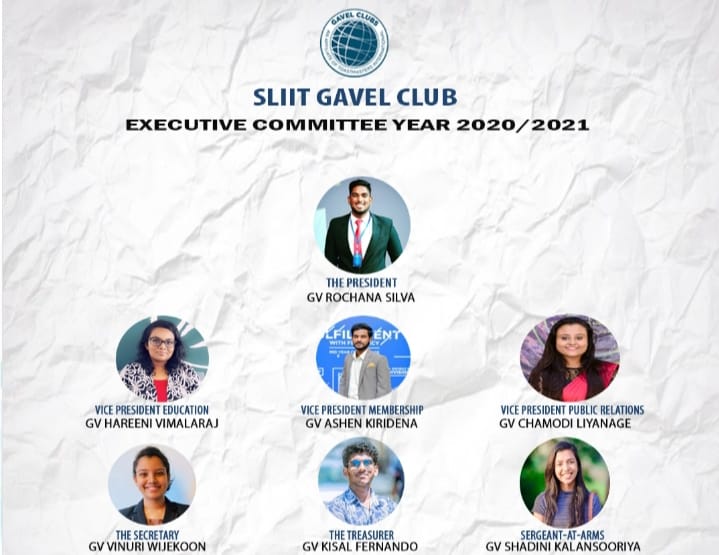 GAVEL CLUBS
SLIIT GAVEL CLUB
EXECUTIVE COMMITTEE YEAR 2020/2021
THE PRESIDENT
GV ROCHANA SILVA
VICE PRESIDENT EDUCATION
GV HAREENI VIMALARAJ
VICE PRESIDENT MEMBERSHIP
GV ASHEN KIRIDENA
VICE PRESIDENT PUBLIC RELATIONS
GV CHAMODI LIYANAGE
THE SECRETARY
GV VINURI WIJEKOON
THE TREASURER
GV KISAL FERNANDO
SERGEANT-AT-ARMS
GV SHADINI KALANSOORIYA